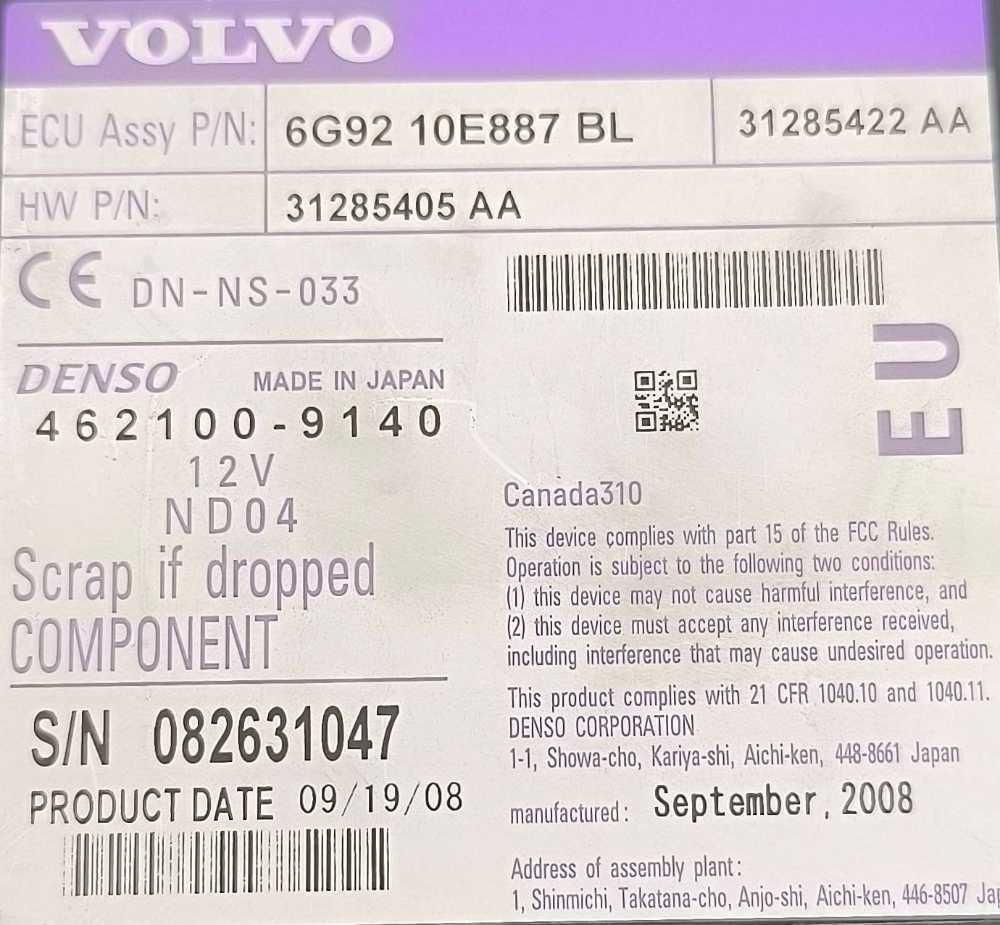 VOLVO
ECU Assy P/N: 6G92 10E887 BL 31285422 AA
HW P/N: 31285405 AA
CE DN-NS-033
DENSO MADE IN JAPAN
462100-9140
12V
ND04
Scrap if dropped
COMPONENT
S/N 082631047
PRODUCT DATE 09/19/08
EU
Canada310
This device complies with part 15 of the FCC Rules.
Operation is subject to the following two conditions:
(1) this device may not cause harmful interference, and
(2) this device must accept any interference received,
including interference that may cause undesired operation.
This product complies with 21 CFR 1040.10 and 1040.11.
DENSO CORPORATION
1-1, Showa-cho, Kariya-shi, Aichi-ken, 448-8661 Japan
manufactured: September, 2008
Address of assembly plant:
1, Shinmichi, Takatana-cho, Anjo-shi, Aichi-ken, 446-8507